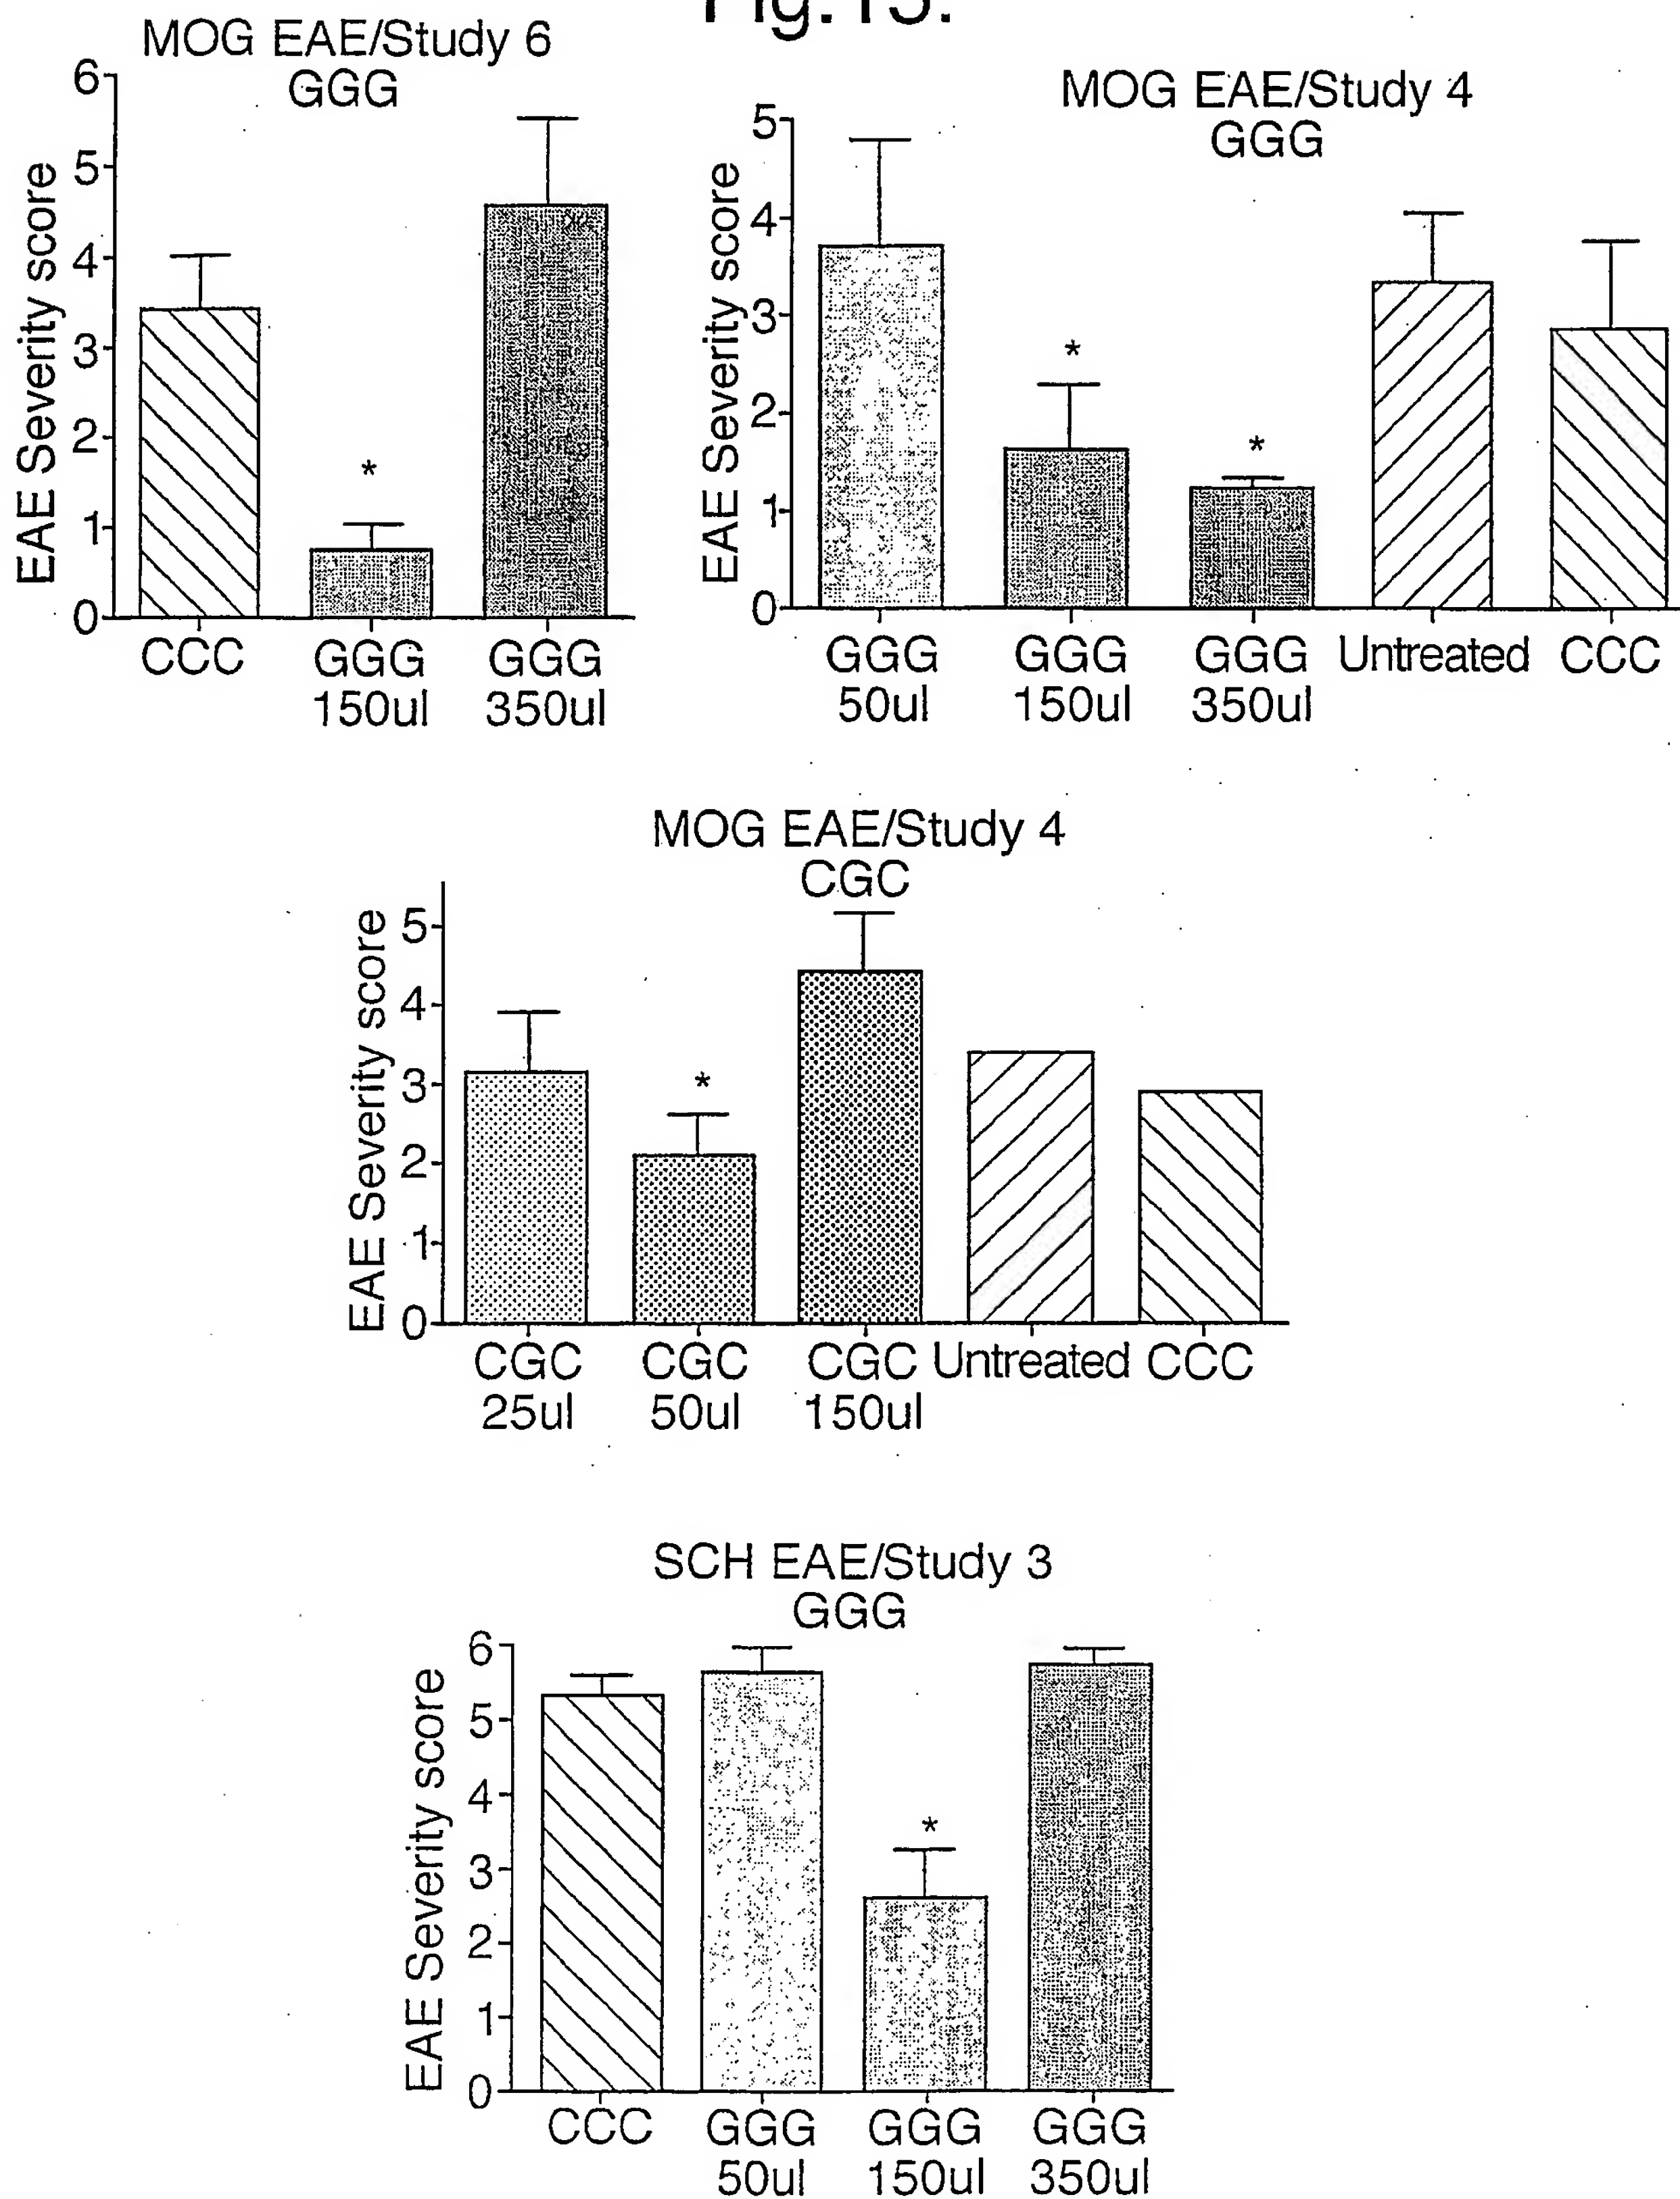 Fig.15.
MOG EAE/Study 6
GGG
EAE Severity score
6
5
4
3
2
1
0
*
CCC GGG GGG
150ul 350ul
MOG EAE/Study 4
GGG
EAE Severity score
5
4
3
2
1
0
*
*
GGG GGG GGG Untreated CCC
50ul 150ul 350ul
MOG EAE/Study 4
CGC
EAE Severity score
5
4
3
2
1
0
*
CGC CGC CGC Untreated CCC
25ul 50ul 150ul
SCH EAE/Study 3
GGG
EAE Severity score
6
5
4
3
2
1
0
*
CCC GGG GGG GGG
50ul 150ul 350ul